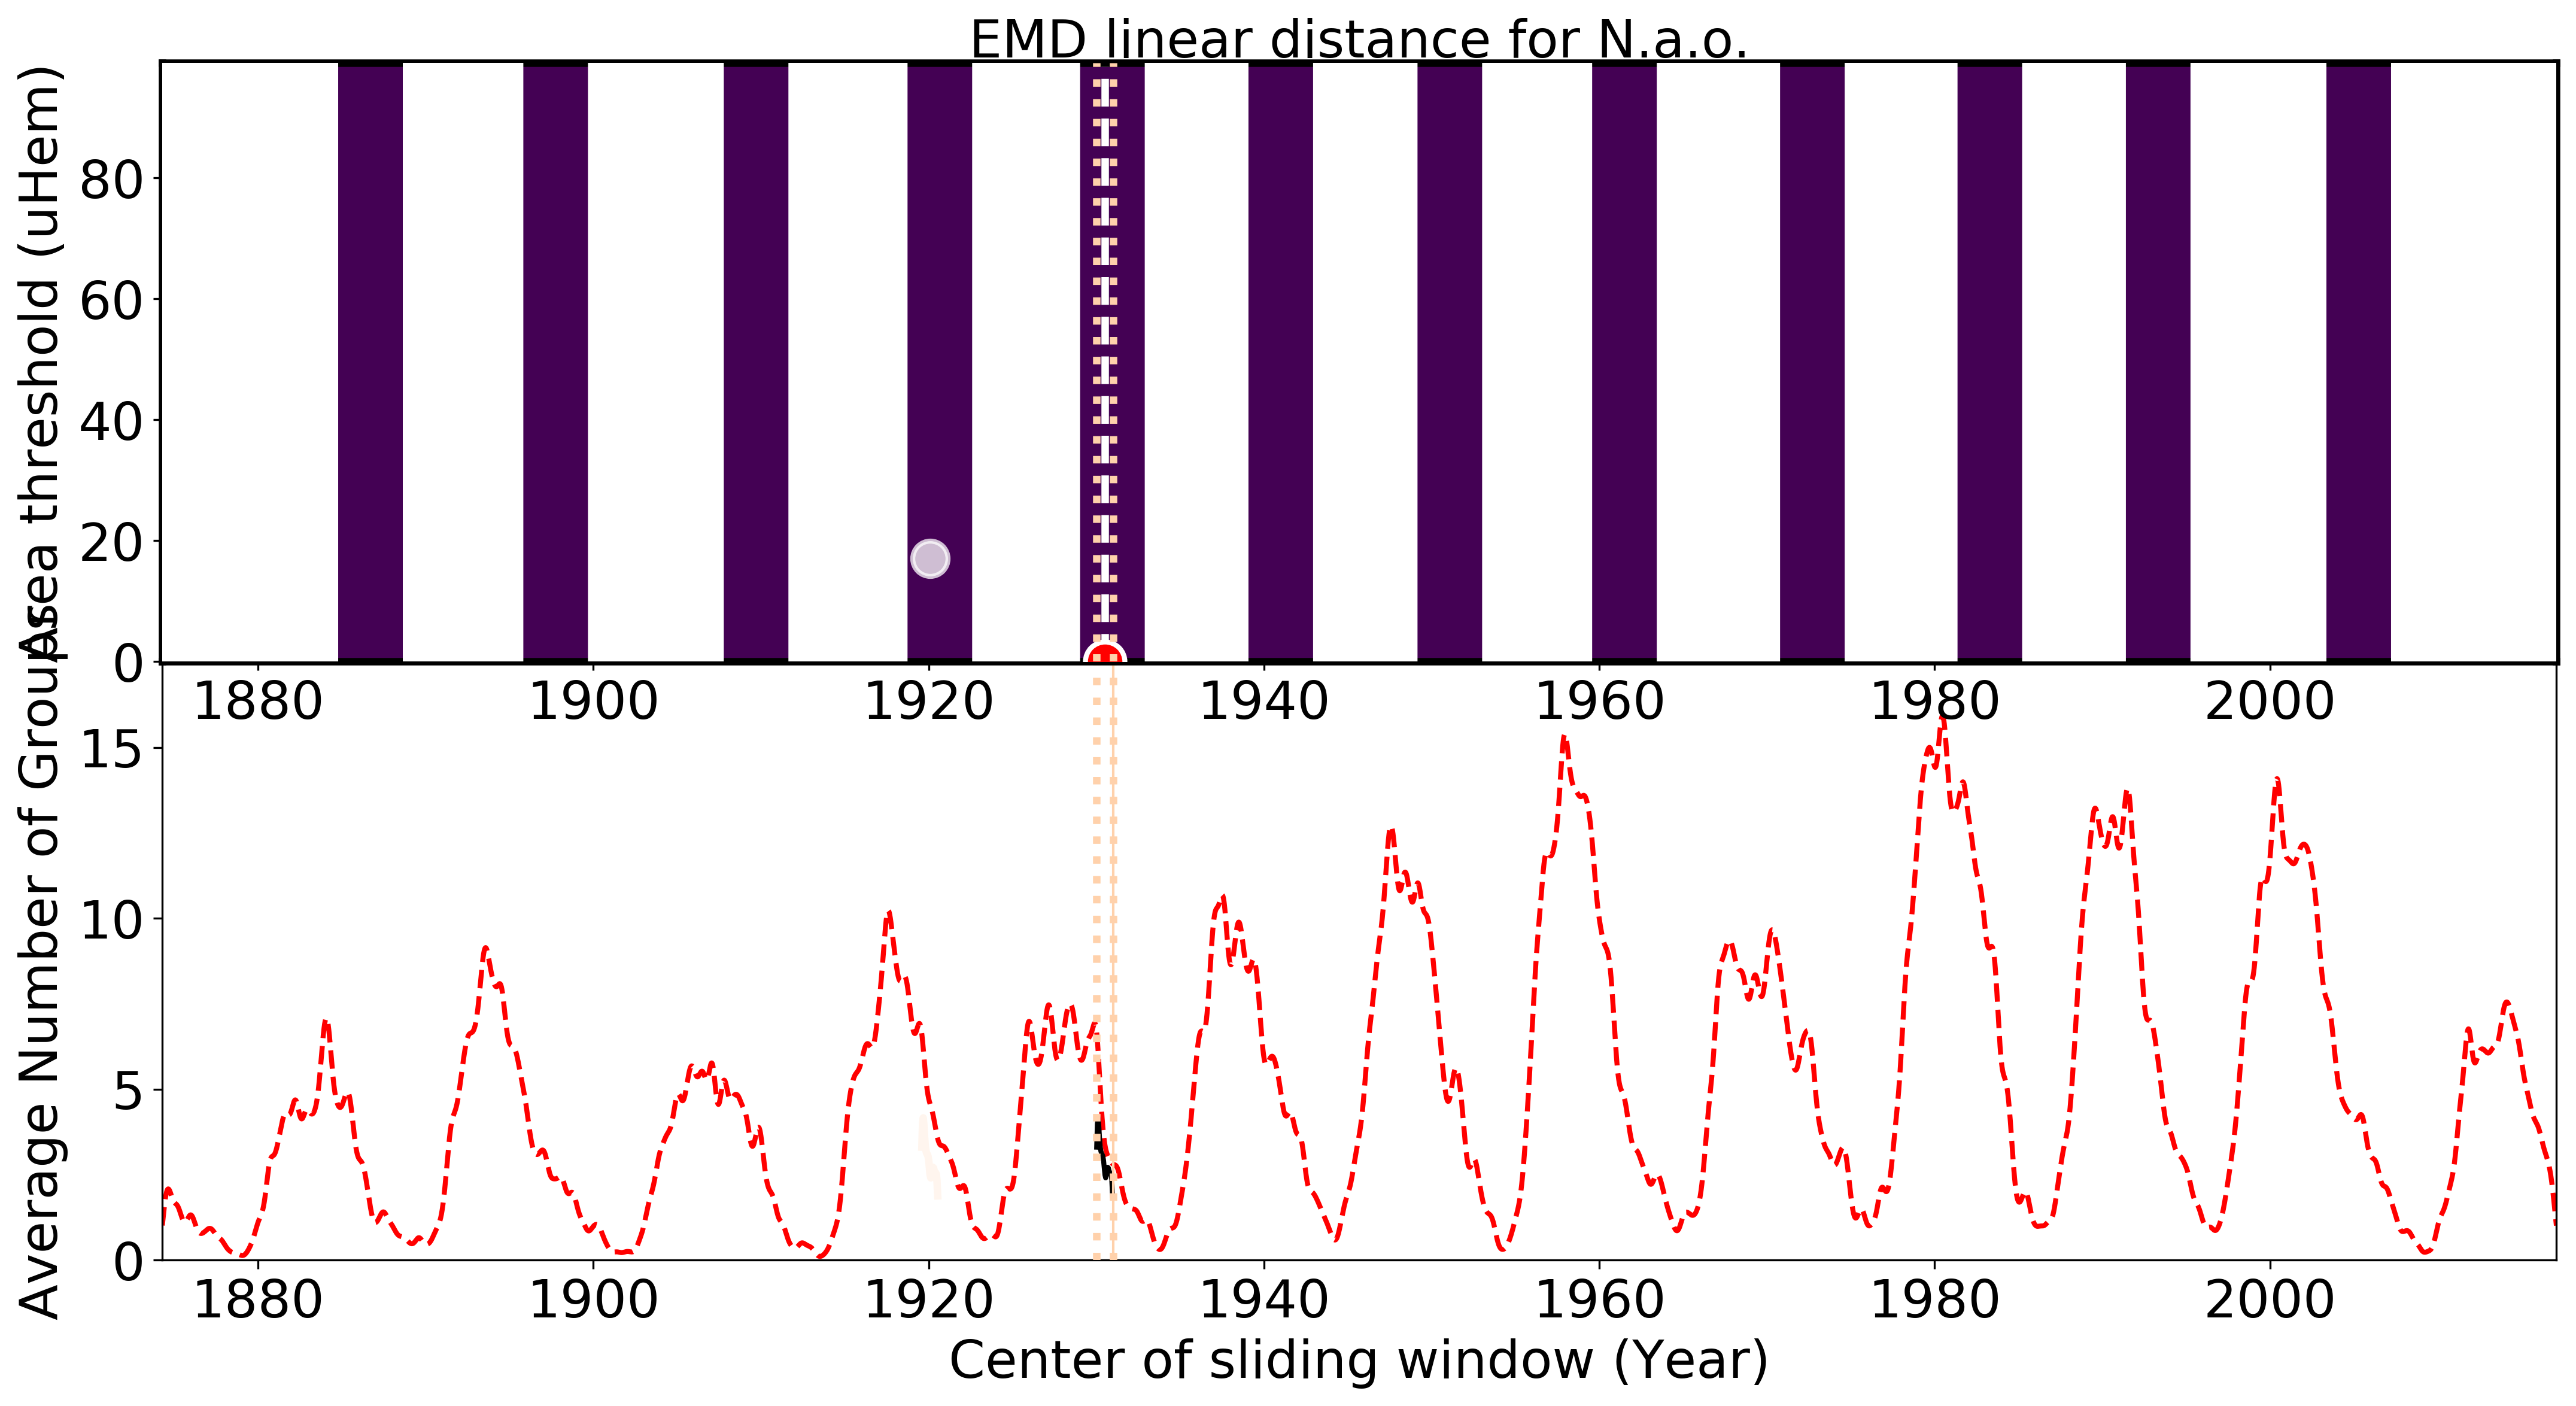 EMD linear distance for N.a.o.
Area threshold (uHem)
80
60
40
20
0
1880 1900 1920 1940 1960 1980 2000
Average Number of Groups
15
10
5
0
1880 1900 1920 1940 1960 1980 2000
Center of sliding window (Year)